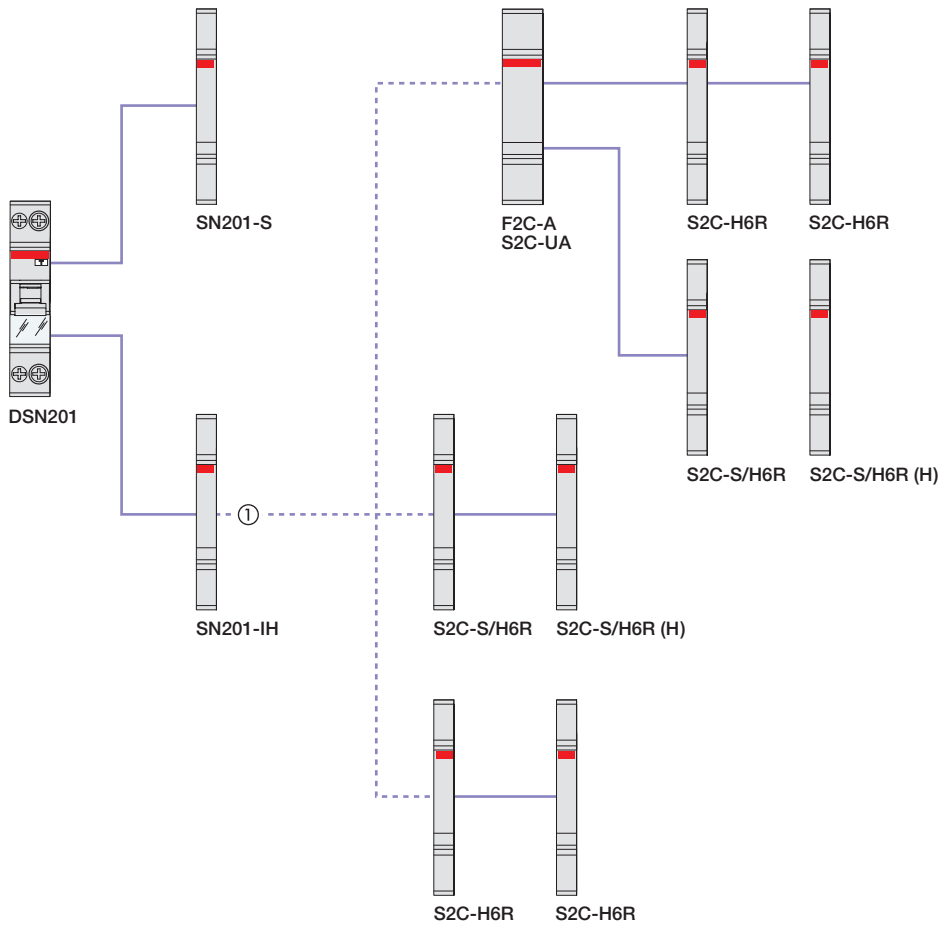 SN201-S
F2C-A
S2C-UA
S2C-H6R
S2C-H6R
DSN201
S2C-S/H6R
S2C-S/H6R (H)
①
SN201-IH
S2C-S/H6R
S2C-S/H6R (H)
S2C-H6R
S2C-H6R